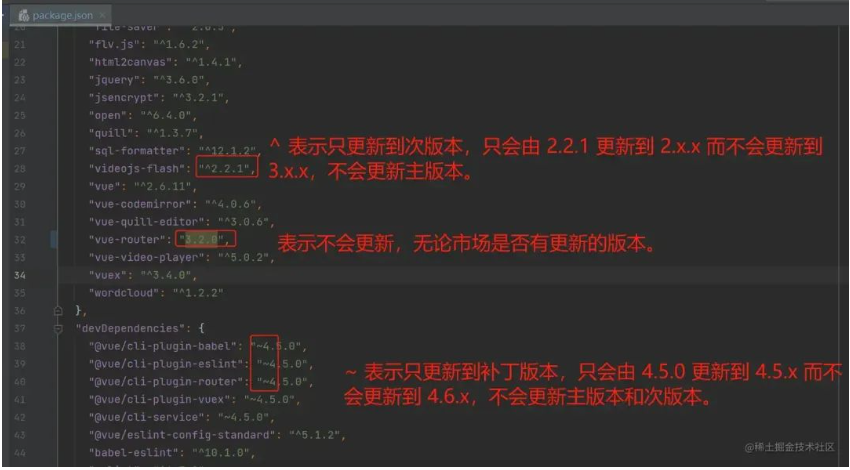 package.json
21 "flv.js": "^1.6.2",
22 "html2canvas": "^1.4.1",
23 "jquery": "^3.6.0",
24 "jsencrypt": "^3.2.1",
25 "open": "^6.4.0",
26 "quill": "^1.3.7",
27 "sql-formatter": "^12.1.2",
^ 表示只更新到次版本，只会由 2.2.1 更新到 2.x.x 而不会更新到
28 "videojs-flash": "^2.2.1",
3.x.x，不会更新主版本。
29 "vue": "^2.6.11",
30 "vue-codemirror": "^4.0.6",
31 "vue-quill-editor": "^3.0.6",
32 "vue-router": "3.2.0",
表示不会更新，无论市场是否有更新的版本。
33 "vue-video-player": "^5.0.2",
34 "vuex": "^3.4.0",
35 "wordcloud": "^1.2.2"
36 },
37 "devDependencies": {
38 "@vue/cli-plugin-babel": "~4.5.0",
39 "@vue/cli-plugin-eslint": "~4.5.0",
~ 表示只更新到补丁版本，只会由 4.5.0 更新到 4.5.x 而不
40 "@vue/cli-plugin-router": "~4.5.0",
会更新到 4.6.x，不会更新主版本和次版本。
41 "@vue/cli-plugin-vuex": "~4.5.0",
42 "@vue/cli-service": "~4.5.0",
43 "@vue/eslint-config-standard": "^5.1.2",
44 "babel-eslint": "^10.1.0",
@稀土掘金技术社区